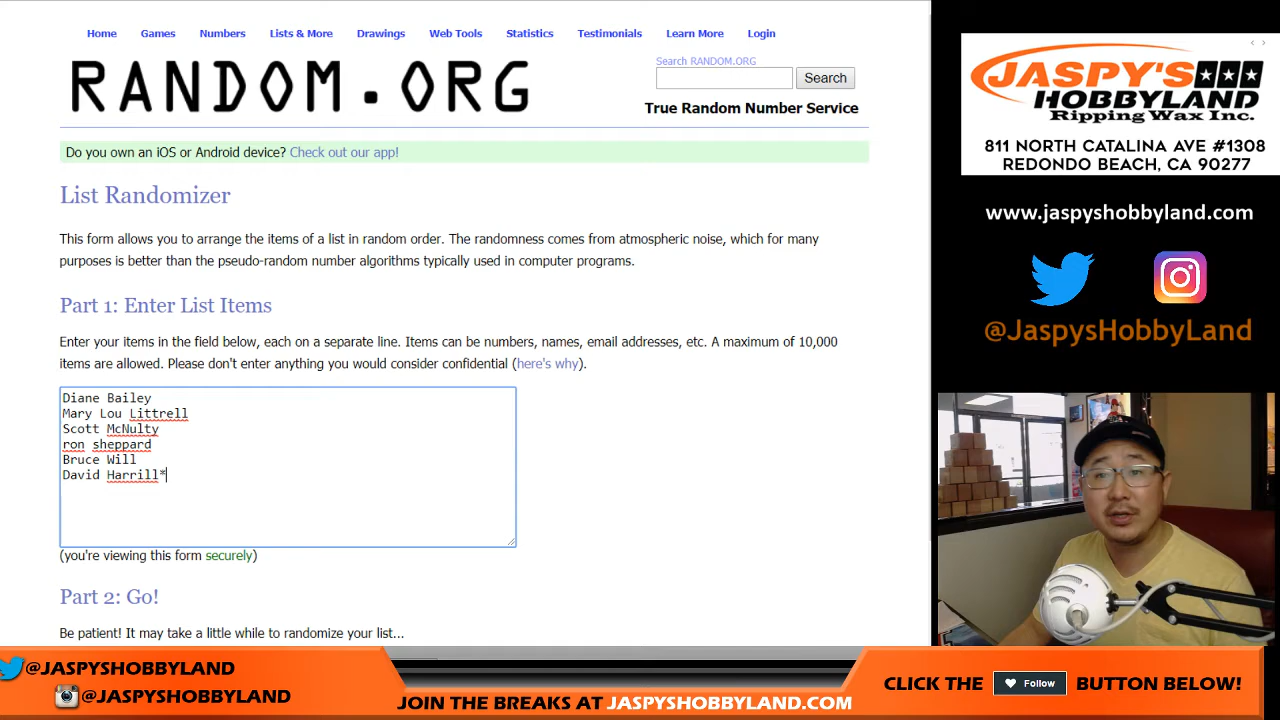 Home Games Numbers Lists & More Drawings Web Tools Statistics Testimonials Learn More Login
RANDOM.ORG
Search RANDOM.ORG
Search
True Random Number Service
Do you own an iOS or Android device? Check out our app!
List Randomizer
This form allows you to arrange the items of a list in random order. The randomness comes from atmospheric noise, which for many
purposes is better than the pseudo-random number algorithms typically used in computer programs.
Part 1: Enter List Items
Enter your items in the field below, each on a separate line. Items can be numbers, names, email addresses, etc. A maximum of 10,000
items are allowed. Please don't enter anything you would consider confidential (here's why).
Diane Bailey
Mary Lou Littrell
Scott McNulty
ron sheppard
Bruce Will
David Harrill*
(you're viewing this form securely)
Part 2: Go!
Be patient! It may take a little while to randomize your list...
JASPY'S
HOBBYLAND
Ripping Wax Inc.
811 NORTH CATALINA AVE #1308
REDONDO BEACH, CA 90277
www.jaspyshobbyland.com
@JaspysHobbyLand
@JASPYSHOBBYLAND
@JASPYSHOBBYLAND
JOIN THE BREAKS AT JASPYSHOBBYLAND.COM
CLICK THE Follow BUTTON BELOW!